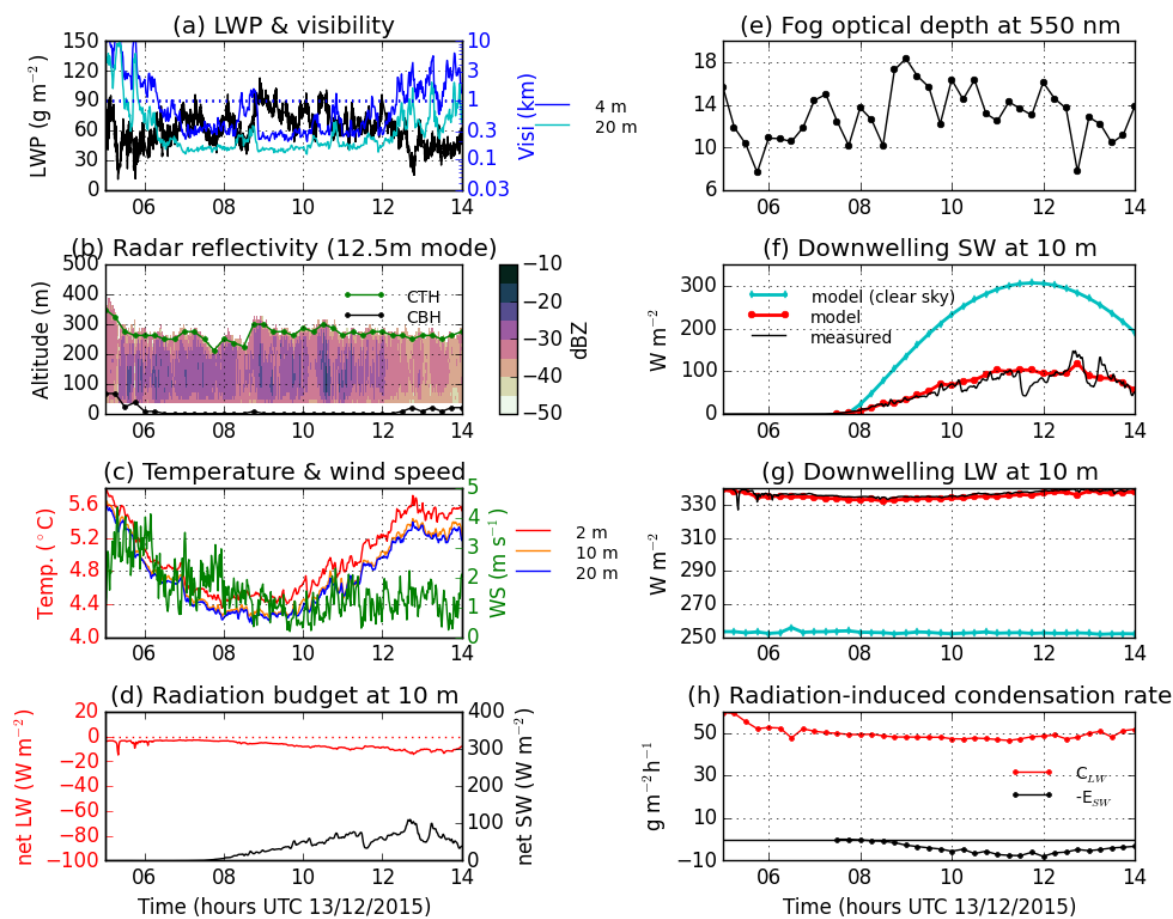 (a) LWP & visibility
LWP (g m⁻²)
150
120
90
60
30
0
10
3
1
0.3
0.1
0.03
Visi (km)
4 m
20 m
06 08 10 12 14
(b) Radar reflectivity (12.5m mode)
Altitude (m)
500
400
300
200
100
0
CTH
CBH
−10
−20
−30
−40
−50
dBZ
06 08 10 12 14
(c) Temperature & wind speed
Temp. (°C)
5.6
5.2
4.8
4.4
4.0
5
4
3
2
1
0
WS (m s⁻¹)
2 m
10 m
20 m
06 08 10 12 14
(d) Radiation budget at 10 m
net LW (W m⁻²)
20
0
−20
−40
−60
−80
−100
400
300
200
100
0
net SW (W m⁻²)
06 08 10 12 14
Time (hours UTC 13/12/2015)
(e) Fog optical depth at 550 nm
18
14
10
6
06 08 10 12 14
(f) Downwelling SW at 10 m
W m⁻²
300
200
100
0
model (clear sky)
model
measured
06 08 10 12 14
(g) Downwelling LW at 10 m
W m⁻²
330
310
290
270
250
06 08 10 12 14
(h) Radiation-induced condensation rate
g m⁻²h⁻¹
50
30
10
−10
C_LW
-E_SW
06 08 10 12 14
Time (hours UTC 13/12/2015)